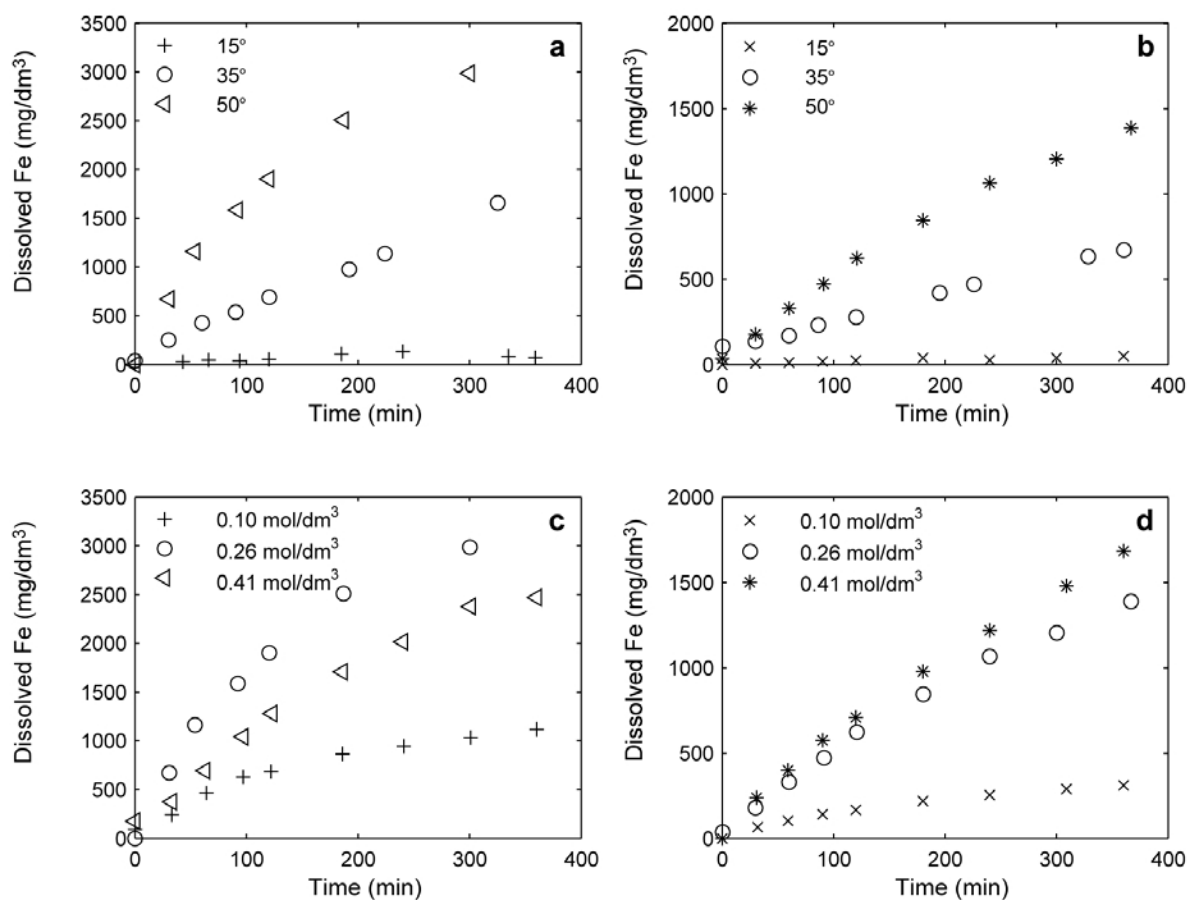 a
15°
35°
50°
3500
3000
2500
2000
1500
1000
500
0
0 100 200 300 400
Dissolved Fe (mg/dm³)
Time (min)
b
15°
35°
50°
2000
1500
1000
500
0
0 100 200 300 400
Dissolved Fe (mg/dm³)
Time (min)
c
0.10 mol/dm³
0.26 mol/dm³
0.41 mol/dm³
3500
3000
2500
2000
1500
1000
500
0
0 100 200 300 400
Dissolved Fe (mg/dm³)
Time (min)
d
0.10 mol/dm³
0.26 mol/dm³
0.41 mol/dm³
2000
1500
1000
500
0
0 100 200 300 400
Dissolved Fe (mg/dm³)
Time (min)